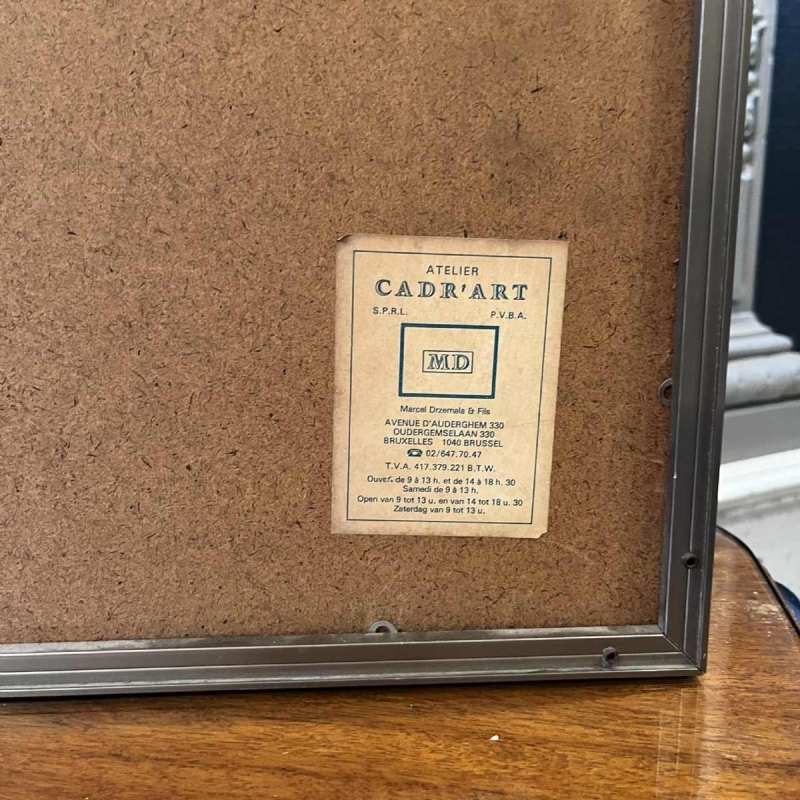 ATELIER
CADR'ART
S.P.R.L. P.V.B.A.
MD
Marcel Drzemala & Fils
AVENUE D'AUDERGHEM 330
OUDERGEMSELAAN 330
BRUXELLES 1040 BRUSSEL
☎ 02/647.70.47
T.V.A. 417.379.221 B.T.W.
Ouvert de 9 à 13 h. et de 14 à 18 h. 30
Samedi de 9 à 13 h.
Open van 9 tot 13 u. en van 14 tot 18 u. 30
Zaterdag van 9 tot 13 u.